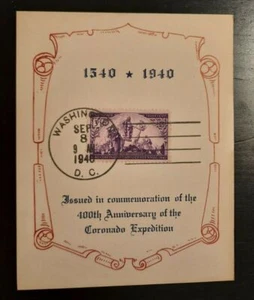 1540 ★ 1940
WASHINGTON
SEP
8
9 AM
1940
D. C.
Issued in commemoration of the
400th Anniversary of the
Coronado Expedition